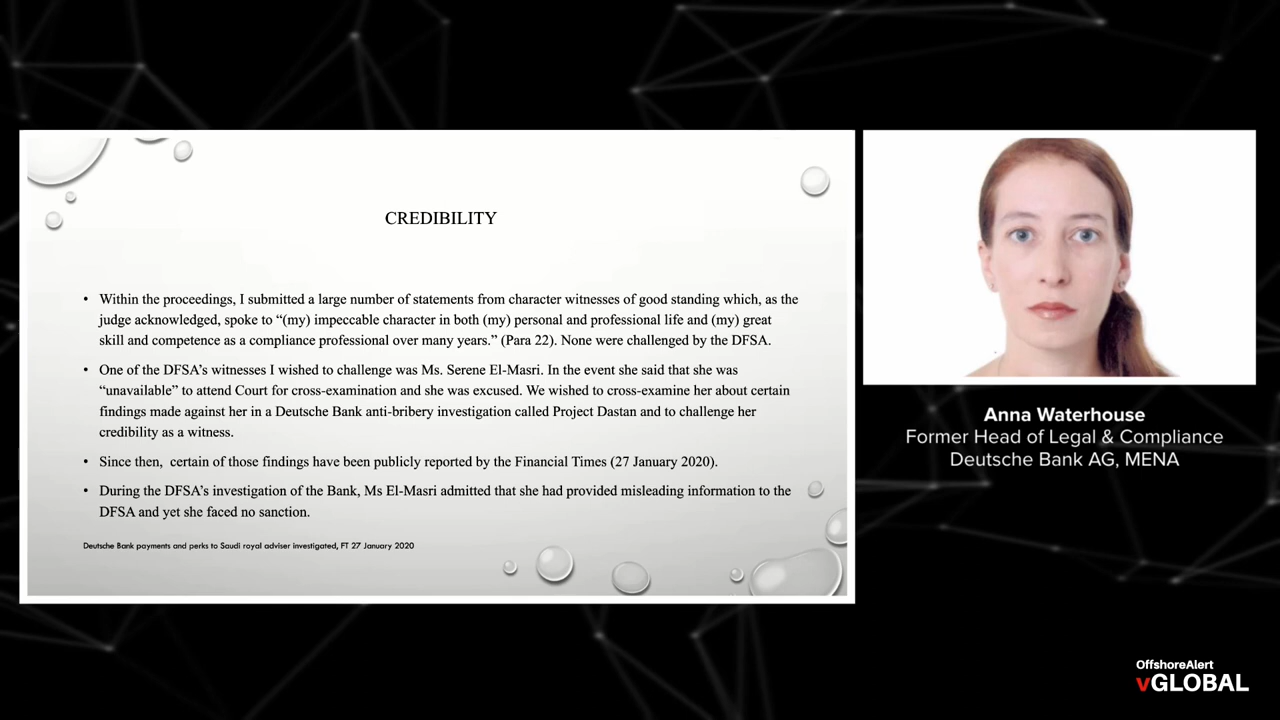 CREDIBILITY
• Within the proceedings, I submitted a large number of statements from character witnesses of good standing which, as the
judge acknowledged, spoke to “(my) impeccable character in both (my) personal and professional life and (my) great
skill and competence as a compliance professional over many years.” (Para 22). None were challenged by the DFSA.
• One of the DFSA’s witnesses I wished to challenge was Ms. Serene El-Masri. In the event she said that she was
“unavailable” to attend Court for cross-examination and she was excused. We wished to cross-examine her about certain
findings made against her in a Deutsche Bank anti-bribery investigation called Project Dastan and to challenge her
credibility as a witness.
• Since then, certain of those findings have been publicly reported by the Financial Times (27 January 2020).
• During the DFSA’s investigation of the Bank, Ms El-Masri admitted that she had provided misleading information to the
DFSA and yet she faced no sanction.
Deutsche Bank payments and perks to Saudi royal adviser investigated, FT 27 January 2020
Anna Waterhouse
Former Head of Legal & Compliance
Deutsche Bank AG, MENA
OffshoreAlert
vGLOBAL